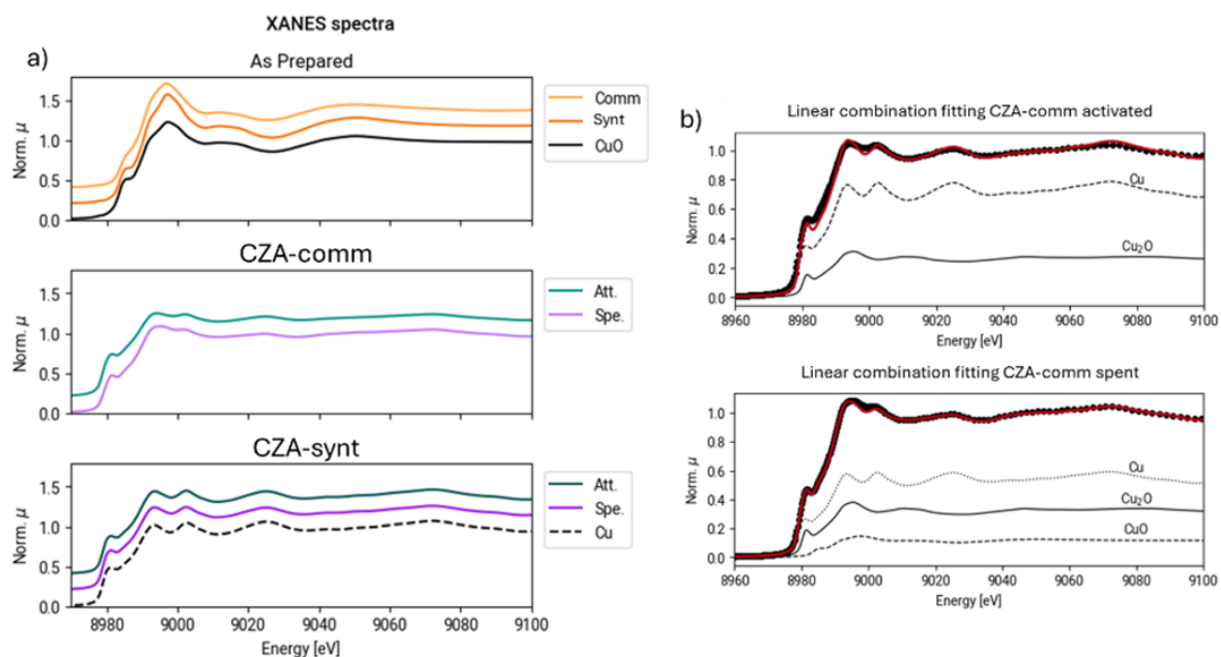 XANES spectra
a)
As Prepared
Norm. μ
1.5
1.0
0.5
0.0
Comm
Synt
CuO
CZA-comm
Norm. μ
1.5
1.0
0.5
0.0
Att.
Spe.
CZA-synt
Norm. μ
1.5
1.0
0.5
0.0
Att.
Spe.
Cu
8980 9000 9020 9040 9060 9080 9100
Energy [eV]
b)
Linear combination fitting CZA-comm activated
Norm. μ
1.0
0.8
0.6
0.4
0.2
0.0
Cu
Cu₂O
8960 8980 9000 9020 9040 9060 9080 9100
Energy [eV]
Linear combination fitting CZA-comm spent
Norm. μ
1.0
0.8
0.6
0.4
0.2
0.0
Cu
Cu₂O
CuO
8960 8980 9000 9020 9040 9060 9080 9100
Energy [eV]